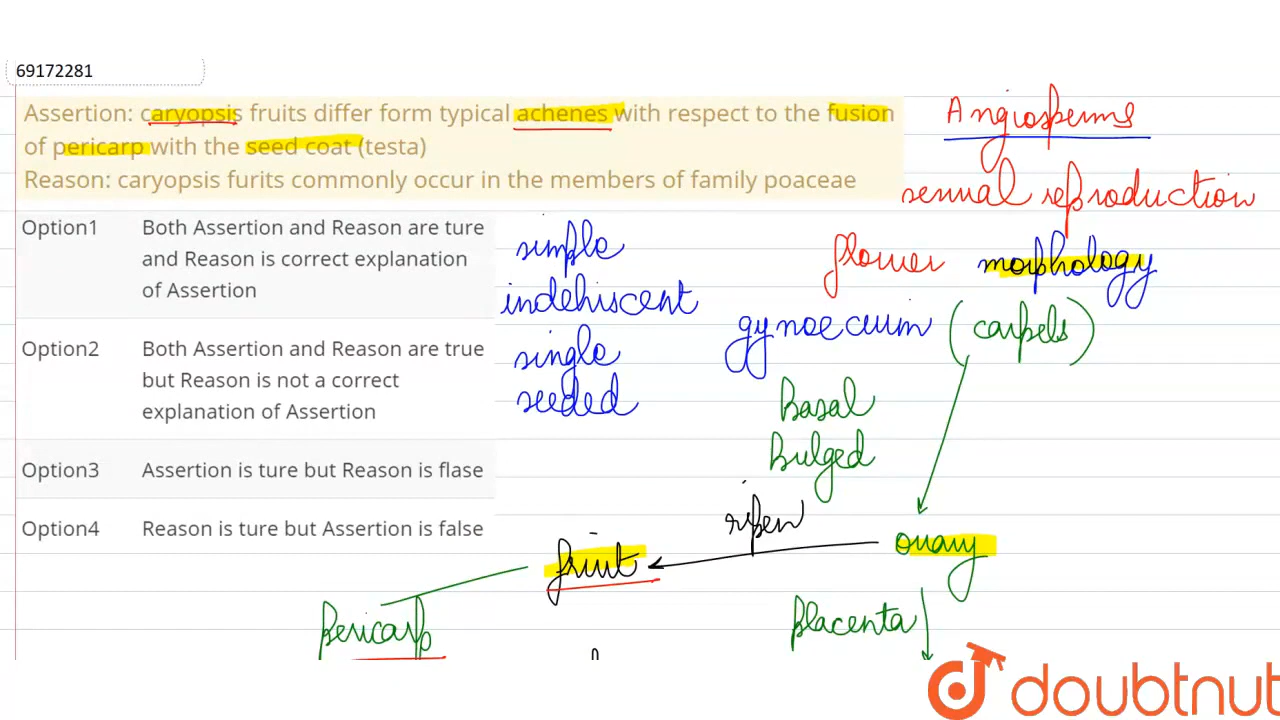 69172281
Assertion: caryopsis fruits differ form typical achenes with respect to the fusion
of pericarp with the seed coat (testa)
Reason: caryopsis furits commonly occur in the members of family poaceae
Option1 Both Assertion and Reason are ture
and Reason is correct explanation
of Assertion
Option2 Both Assertion and Reason are true
but Reason is not a correct
explanation of Assertion
Option3 Assertion is ture but Reason is flase
Option4 Reason is ture but Assertion is false
simple
indehiscent
single
seeded
Angiosperms
sexual reproduction
flower morphology
gynoecium (carpels)
Basal
Bulged
ripen
ovary
fruit
pericarp
placenta
doubtnut